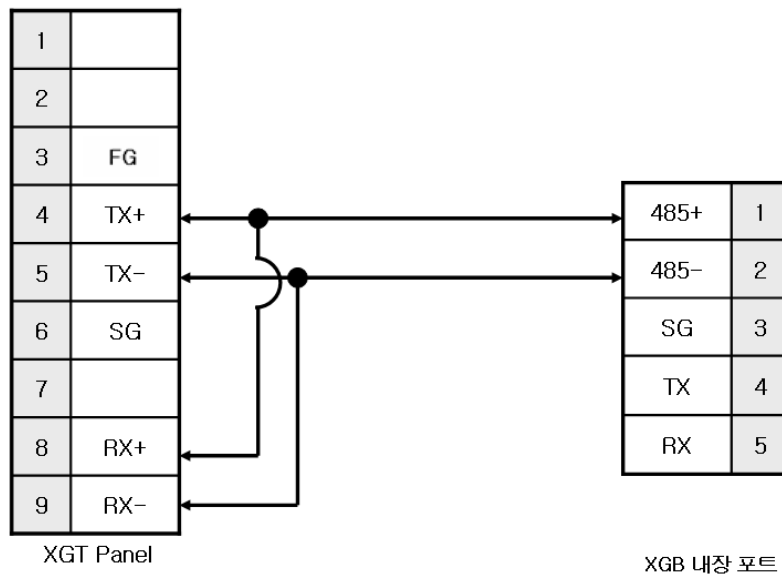 1
2
3 FG
4 TX+
5 TX-
6 SG
7
8 RX+
9 RX-
XGT Panel
485+ 1
485- 2
SG 3
TX 4
RX 5
XGB 내장 포트